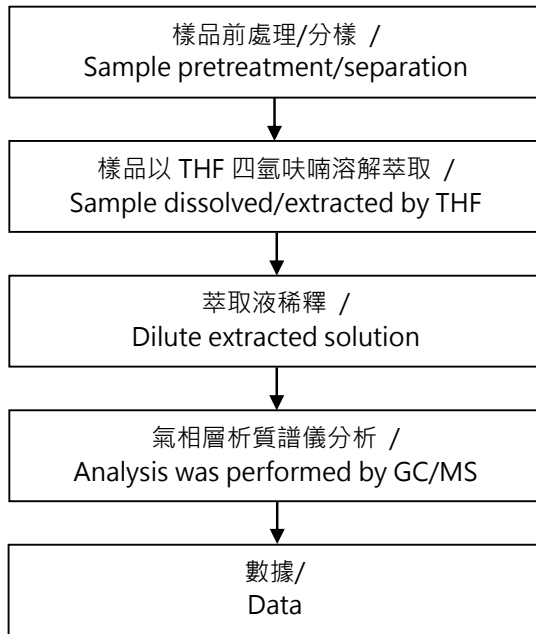 樣品前處理/分樣 /
Sample pretreatment/separation
樣品以 THF 四氫呋喃溶解萃取 /
Sample dissolved/extracted by THF
萃取液稀釋 /
Dilute extracted solution
氣相層析質譜儀分析 /
Analysis was performed by GC/MS
數據/
Data